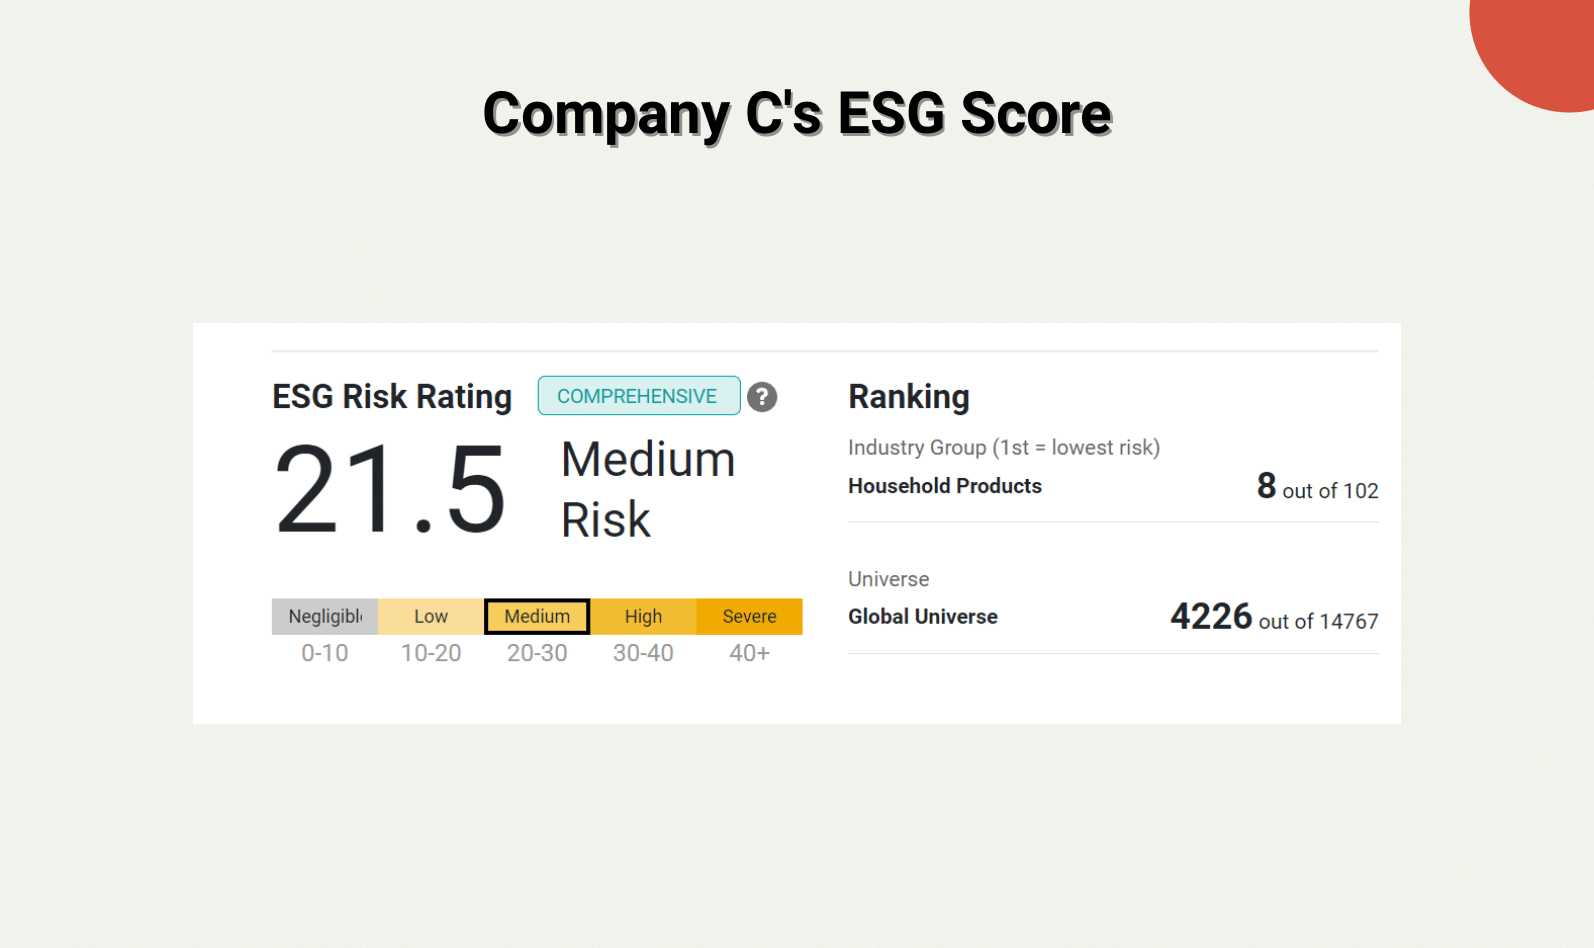 Company C's ESG Score
ESG Risk Rating
COMPREHENSIVE
?
21.5
Medium
Risk
Negligibl
Low
Medium
High
Severe
0-10
10-20
20-30
30-40
40+
Ranking
Industry Group (1st = lowest risk)
Household Products
8 out of 102
Universe
Global Universe
4226 out of 14767